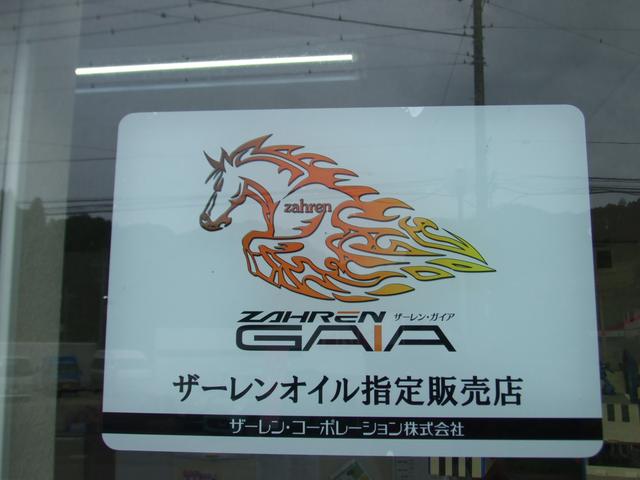 zahren
ZAHREN ザーレン・ガイア
GAIA
ザーレンオイル指定販売店
ザーレン・コーポレーション株式会社